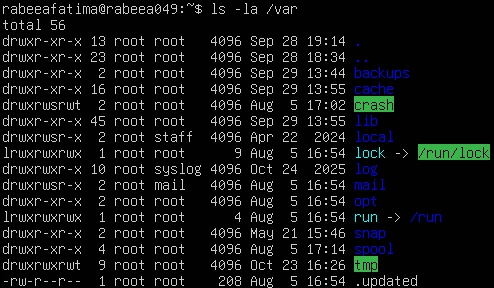 rabeeafatima@rabeea049:~$ ls -la /var
total 56
drwxr-xr-x 13 root root 4096 Sep 28 19:14 .
drwxr-xr-x 23 root root 4096 Sep 28 18:34 ..
drwxr-xr-x 2 root root 4096 Sep 29 13:44 backups
drwxr-xr-x 16 root root 4096 Sep 29 13:55 cache
drwxrwsrwt 2 root root 4096 Aug 5 17:02 crash
drwxr-xr-x 45 root root 4096 Sep 29 13:55 lib
drwxrwsr-x 2 root staff 4096 Apr 22 2024 local
lrwxrwxrwx 1 root root 9 Aug 5 16:54 lock -> /run/lock
drwxrwxr-x 10 root syslog 4096 Oct 24 2025 log
drwxrwsr-x 2 root mail 4096 Aug 5 16:54 mail
drwxr-xr-x 2 root root 4096 Aug 5 16:54 opt
lrwxrwxrwx 1 root root 4 Aug 5 16:54 run -> /run
drwxr-xr-x 2 root root 4096 May 21 15:46 snap
drwxr-xr-x 4 root root 4096 Aug 5 17:14 spool
drwxrwxrwt 9 root root 4096 Oct 23 16:26 tmp
-rw-r--r-- 1 root root 208 Aug 5 16:54 .updated